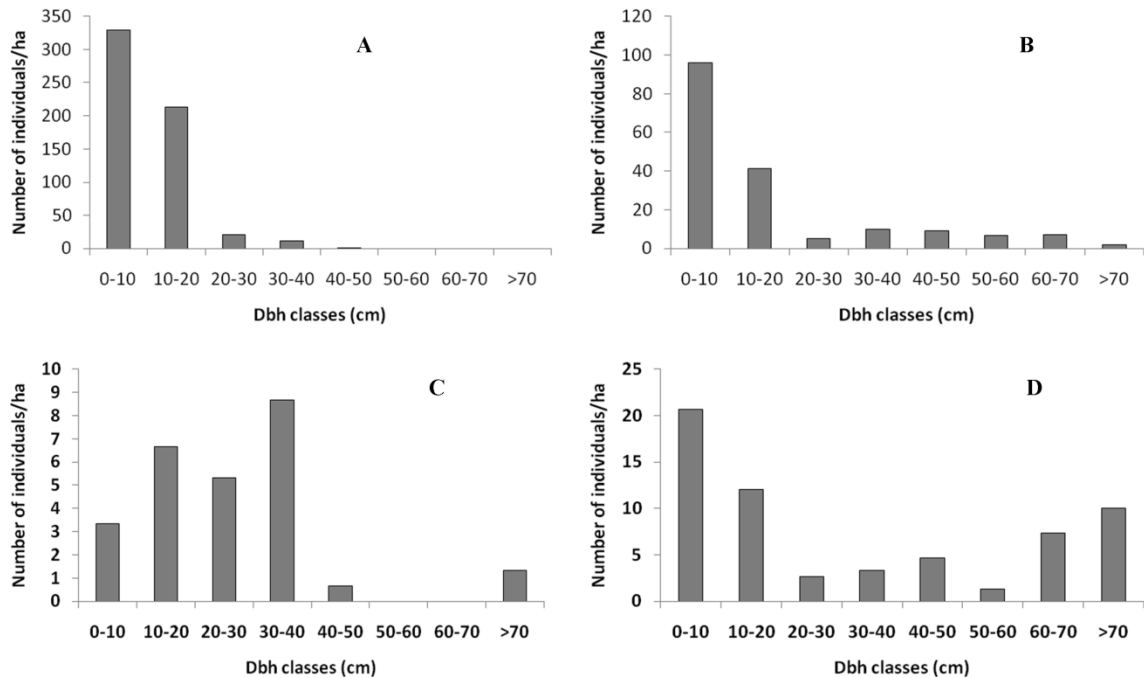 A
Number of individuals/ha
350
300
250
200
150
100
50
0
0-10 10-20 20-30 30-40 40-50 50-60 60-70 >70
Dbh classes (cm)
B
Number of individuals/ha
120
100
80
60
40
20
0
0-10 10-20 20-30 30-40 40-50 50-60 60-70 >70
Dbh classes (cm)
C
Number of individuals/ha
10
9
8
7
6
5
4
3
2
1
0
0-10 10-20 20-30 30-40 40-50 50-60 60-70 >70
Dbh classes (cm)
D
Number of individuals/ha
25
20
15
10
5
0
0-10 10-20 20-30 30-40 40-50 50-60 60-70 >70
Dbh classes (cm)